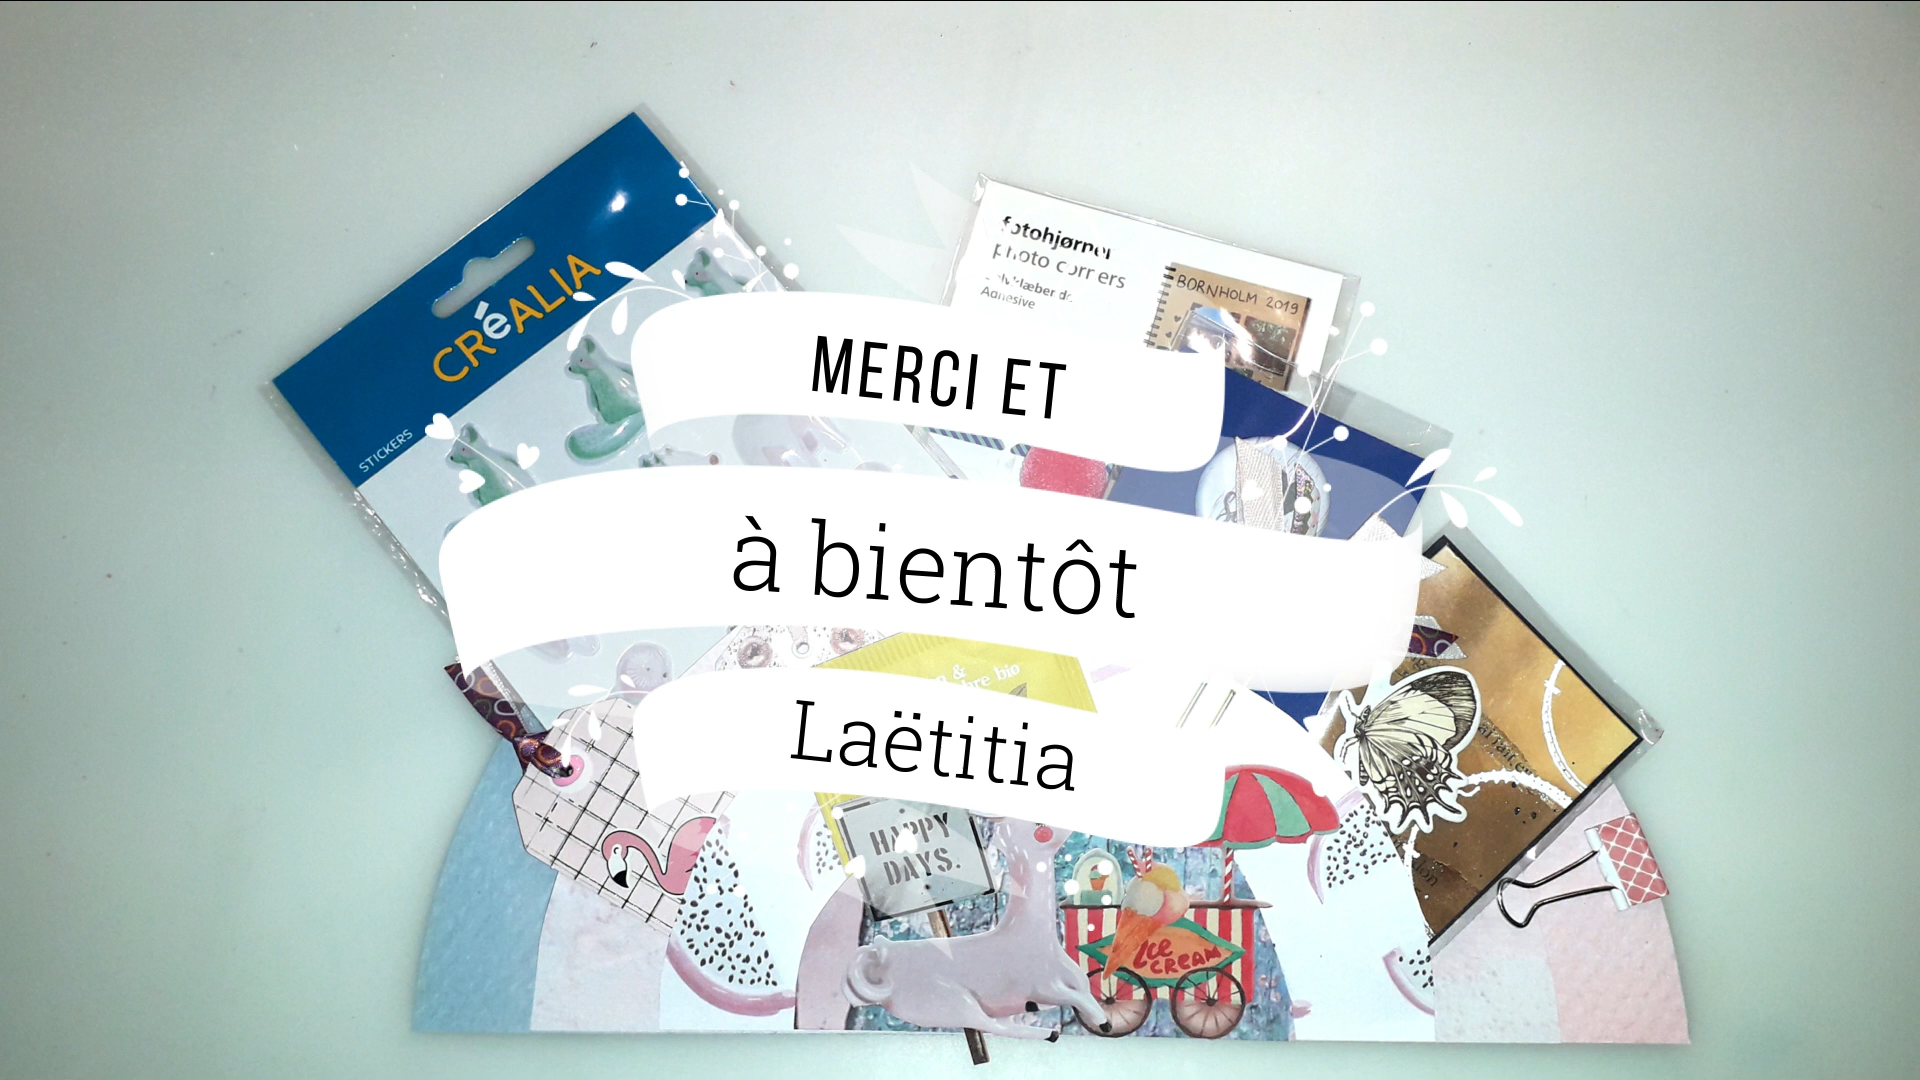 CRéALIA
STICKERS
fotohjørner
photo corners
Adhesive
BORNHOLM 2019
MERCI ET
à bientôt
Laëtitia
HAPPY
DAYS.
ICE
CREAM